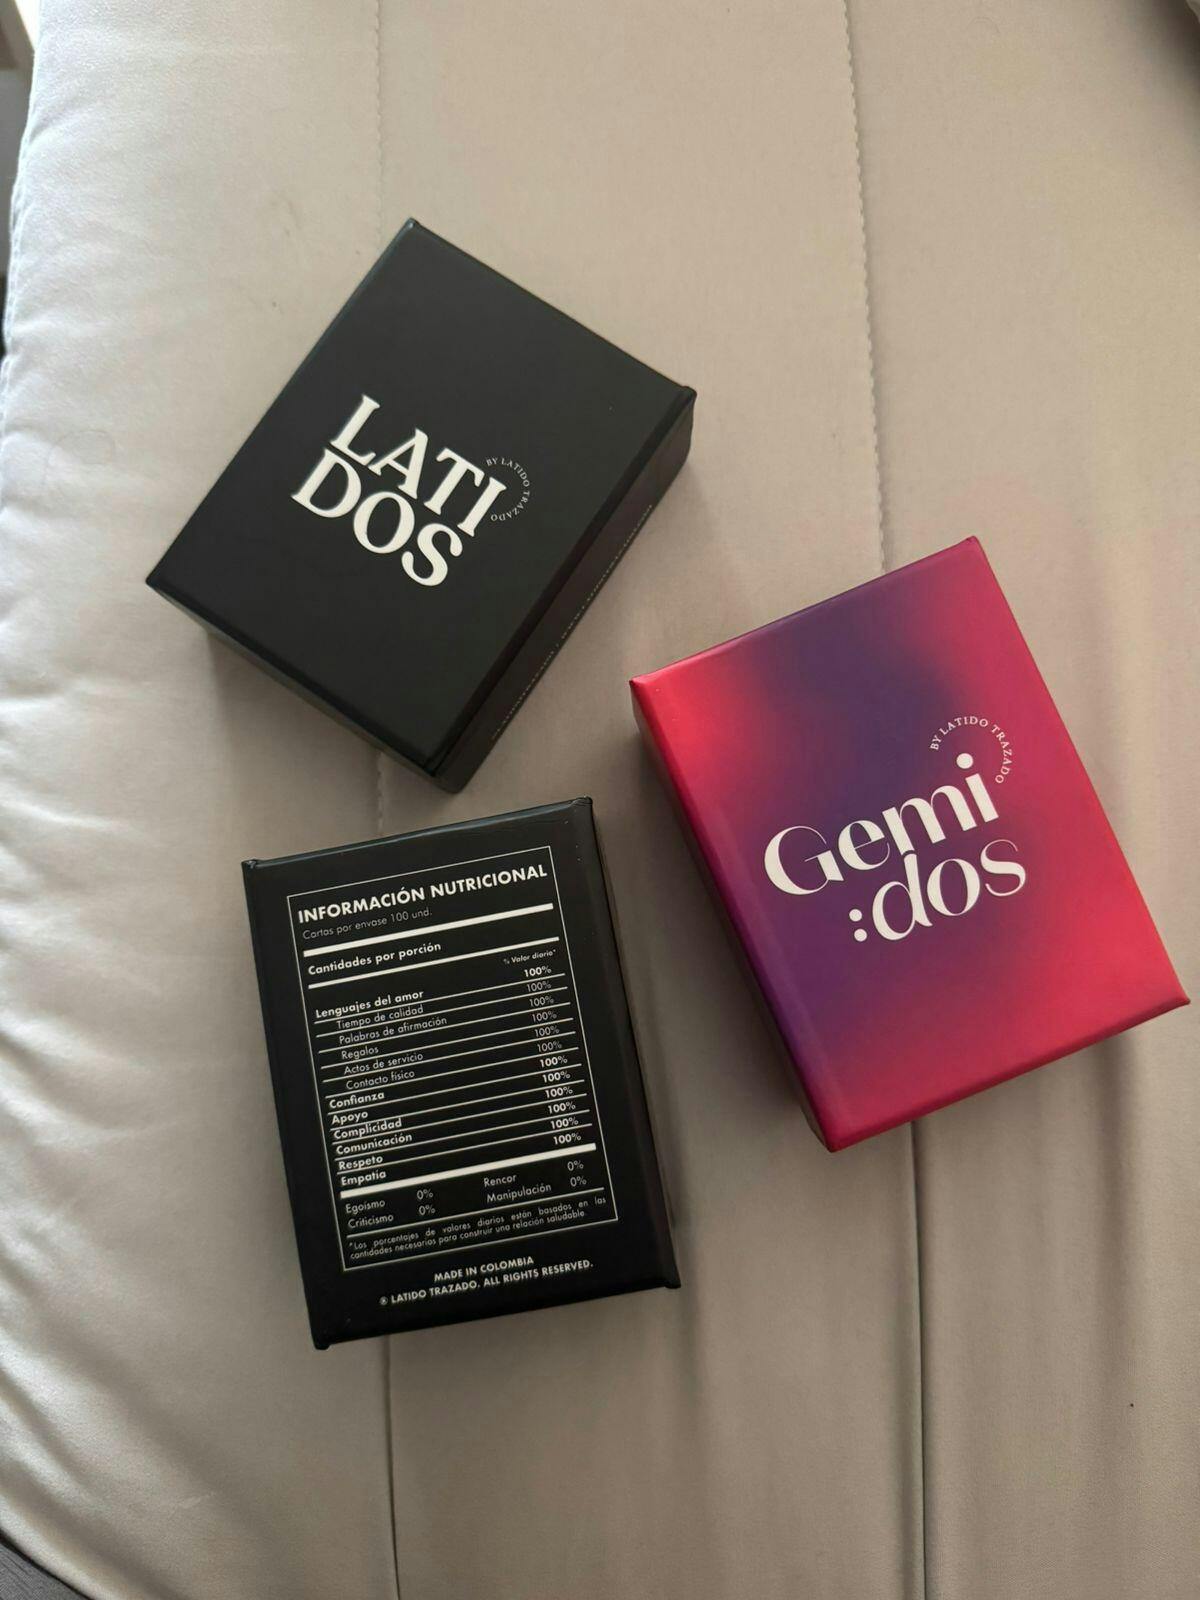 LATI
DOS
BY LATIDO TRAZADO
BY LATIDO TRAZADO
Gemi
:dos
INFORMACIÓN NUTRICIONAL
Cartas por envase 100 und.
Cantidades por porción
% Valor diario*
Lenguajes del amor 100%
Tiempo de calidad 100%
Palabras de afirmación 100%
Regalos 100%
Actos de servicio 100%
Contacto físico 100%
Confianza 100%
Apoyo 100%
Complicidad 100%
Comunicación 100%
Respeto 100%
Empatía 100%
Egoísmo 0% Rencor 0%
Criticismo 0% Manipulación 0%
*Los porcentajes de valores diarios están basados en las
cantidades necesarias para construir una relación saludable.
MADE IN COLOMBIA
® LATIDO TRAZADO. ALL RIGHTS RESERVED.